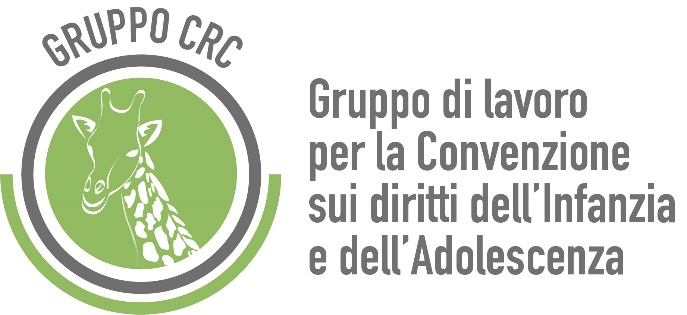 GRUPPO CRC
Gruppo di lavoro
per la Convenzione
sui diritti dell'Infanzia
e dell'Adolescenza